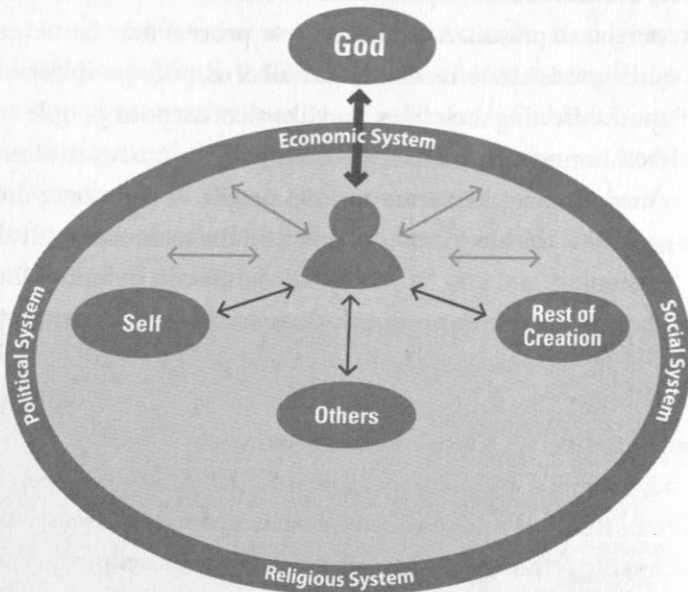 God
Economic System
Political System
Social System
Self
Rest of
Creation
Others
Religious System